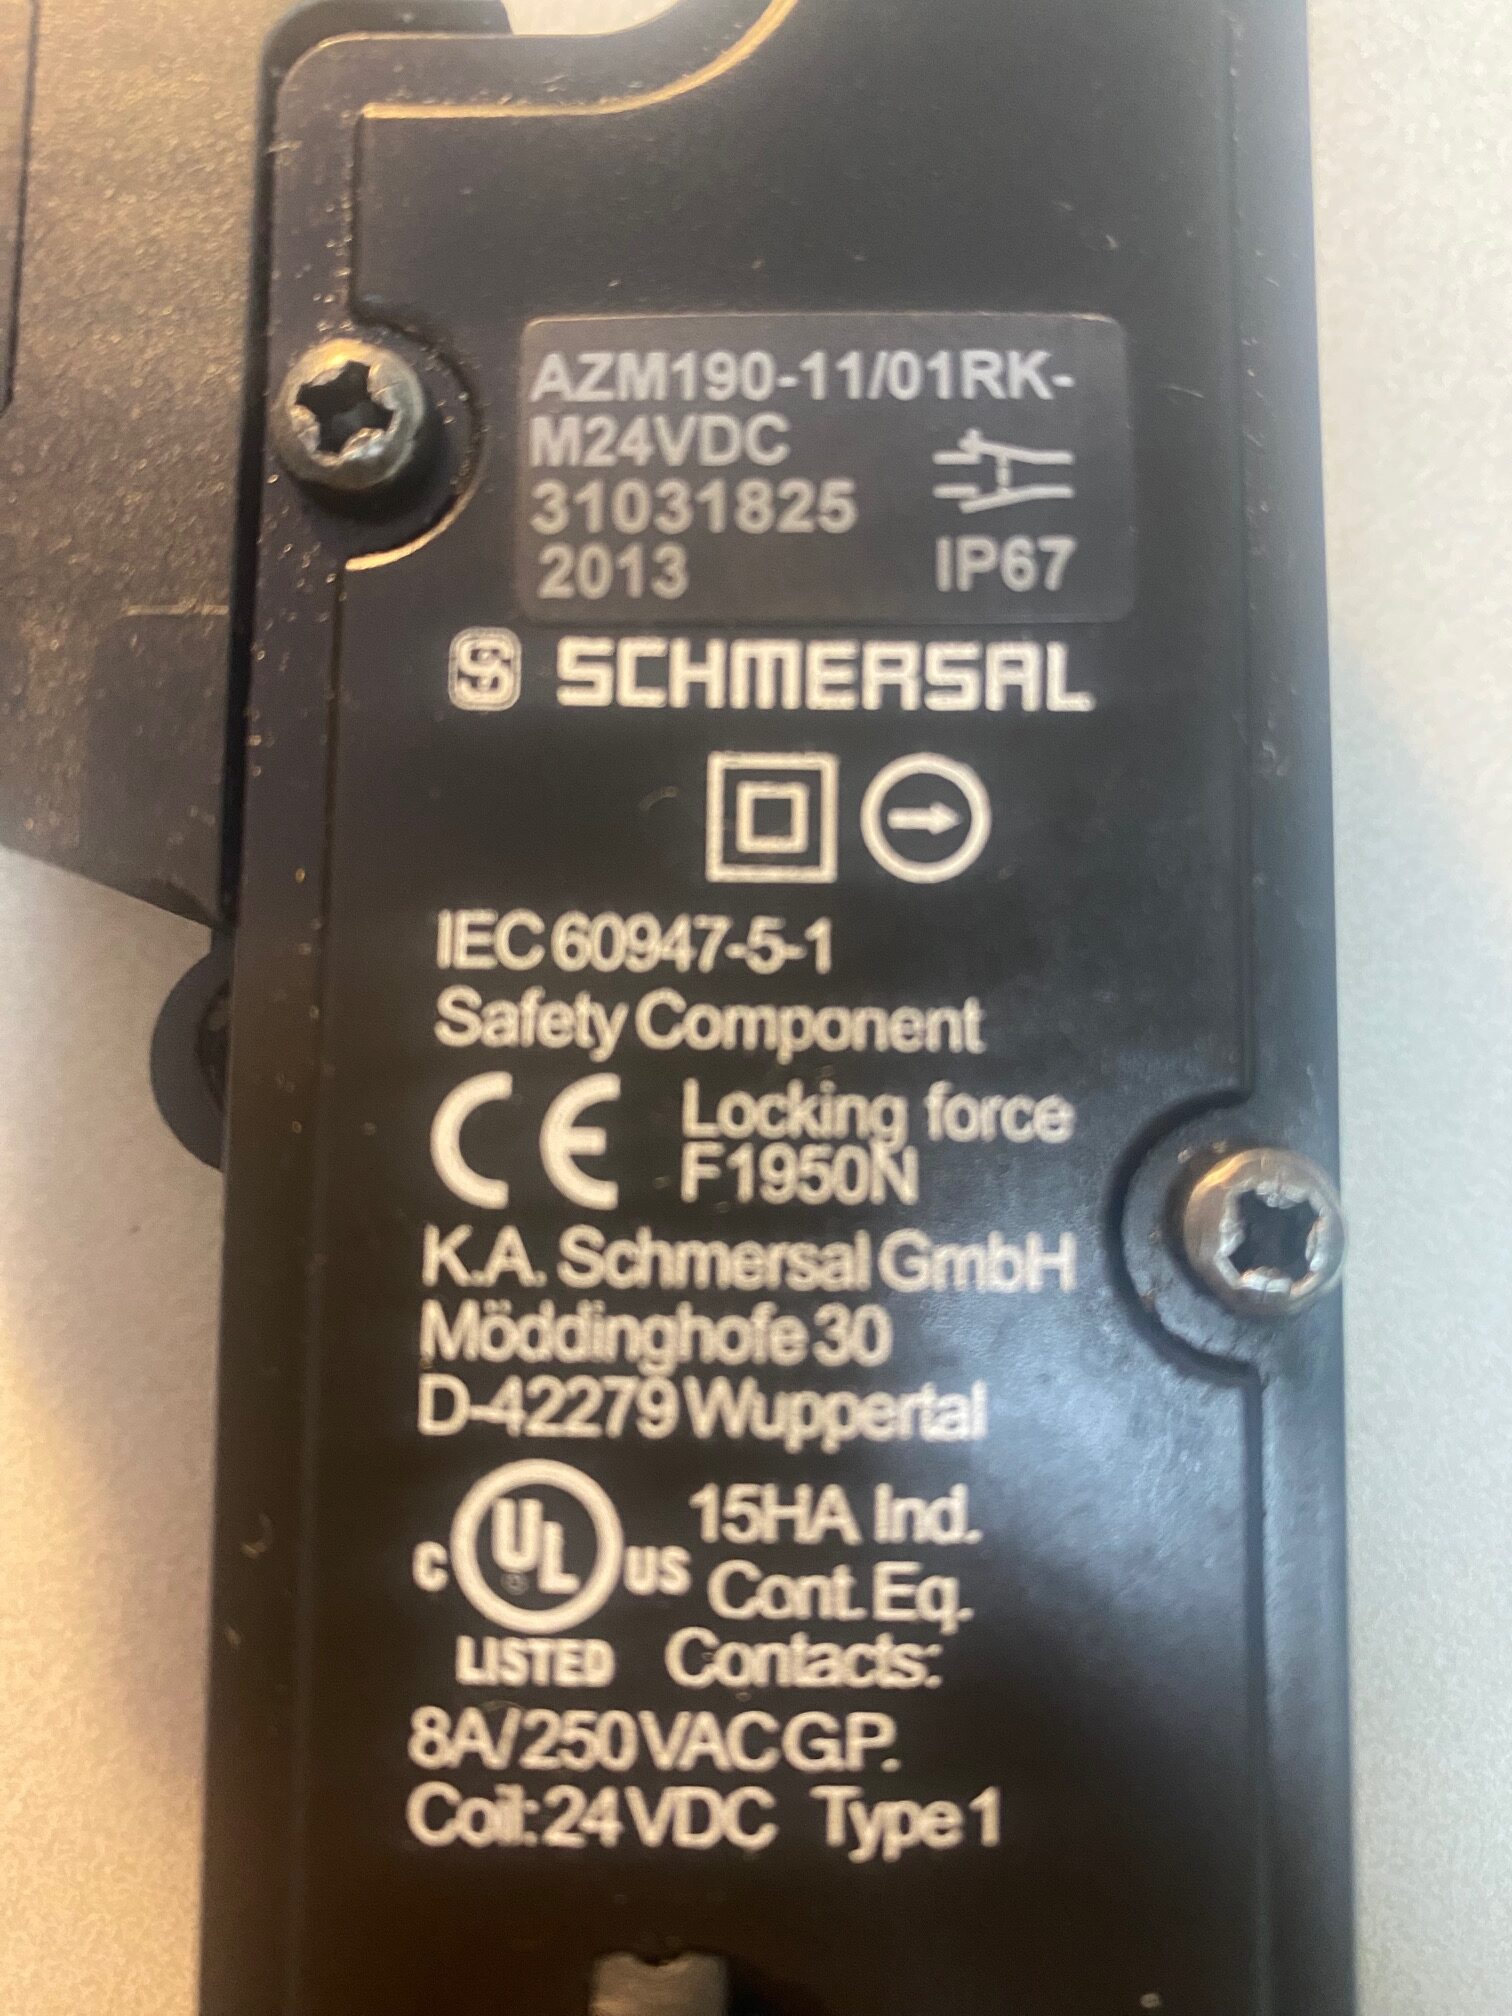 AZM190-11/01RK-
M24VDC
31031825
2013 IP67
SCHMERSAL
IEC 60947-5-1
Safety Component
CE Locking force
F1950N
K.A. Schmersal GmbH
Möddinghofe 30
D-42279 Wuppertal
C UL US 15HA Ind.
Cont. Eq.
LISTED Contacts:
8A/250VAC G.P.
Coil: 24VDC Type 1